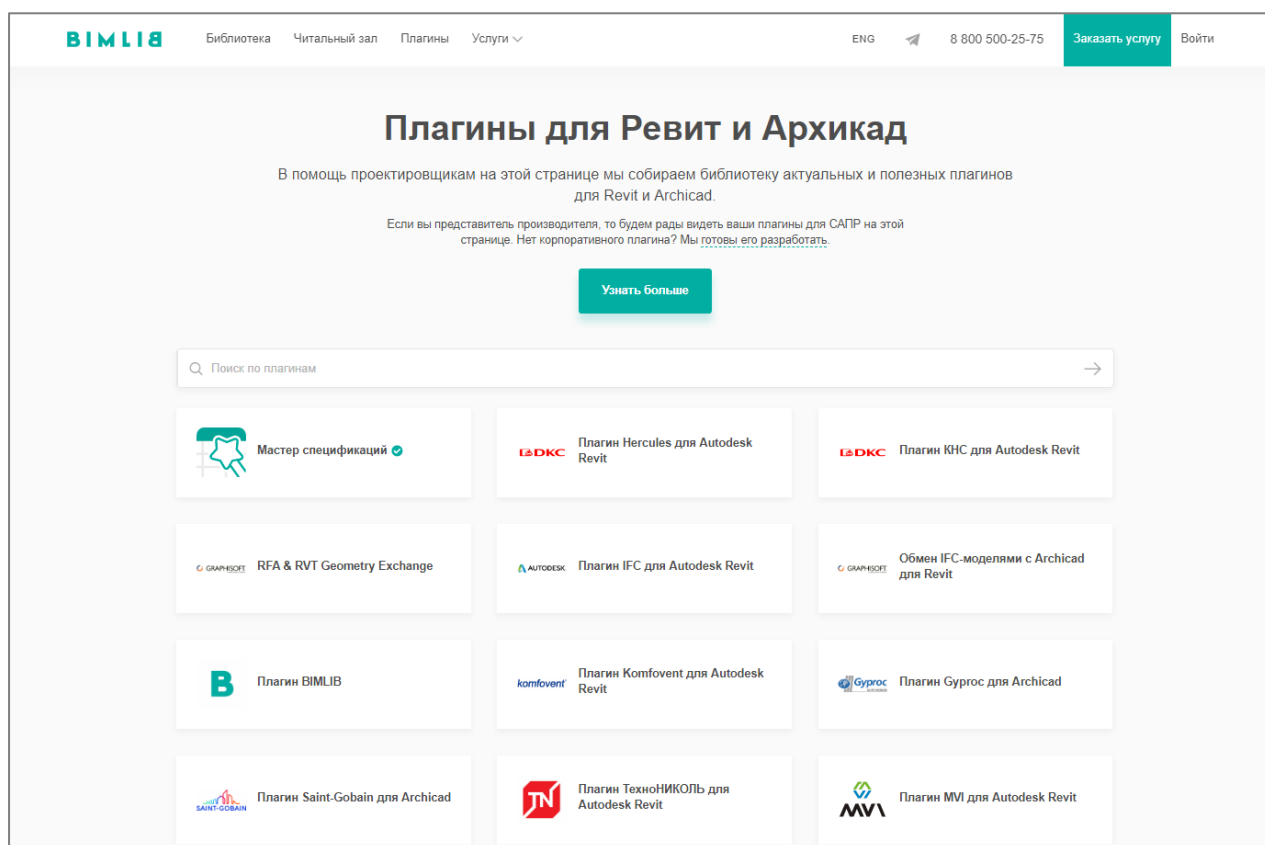 BIMLIB
Библиотека Читальный зал Плагины Услуги
ENG 8 800 500-25-75 Заказать услугу Войти
Плагины для Ревит и Архикад
В помощь проектировщикам на этой странице мы собираем библиотеку актуальных и полезных плагинов
для Revit и Archicad.
Если вы представитель производителя, то будем рады видеть ваши плагины для САПР на этой
странице. Нет корпоративного плагина? Мы готовы его разработать.
Узнать больше
Поиск по плагинам
Мастер спецификаций
DKC
Плагин Hercules для Autodesk
Revit
DKC
Плагин КНС для Autodesk Revit
GRAPHISOFT
RFA & RVT Geometry Exchange
AUTODESK
Плагин IFC для Autodesk Revit
GRAPHISOFT
Обмен IFC-моделями с Archicad
для Revit
B
Плагин BIMLIB
komfovent
Плагин Komfovent для Autodesk
Revit
Gyproc
Плагин Gyproc для Archicad
SAINT-GOBAIN
Плагин Saint-Gobain для Archicad
TN
Плагин ТехноНИКОЛЬ для
Autodesk Revit
MVI
Плагин MVI для Autodesk Revit